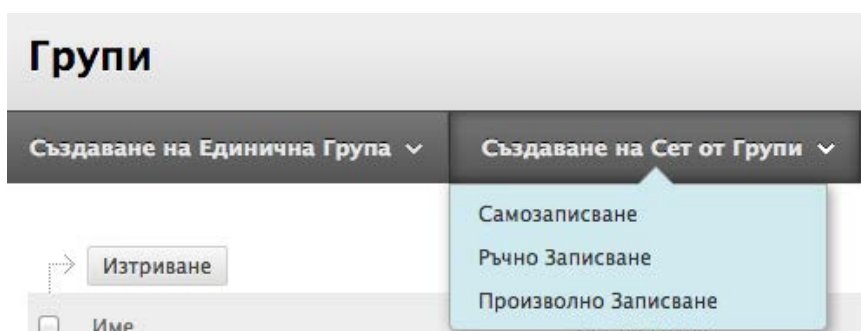 Групи
Създаване на Единична Група
Създаване на Сет от Групи
Самозаписване
Ръчно Записване
Произволно Записване
Изтриване
Име